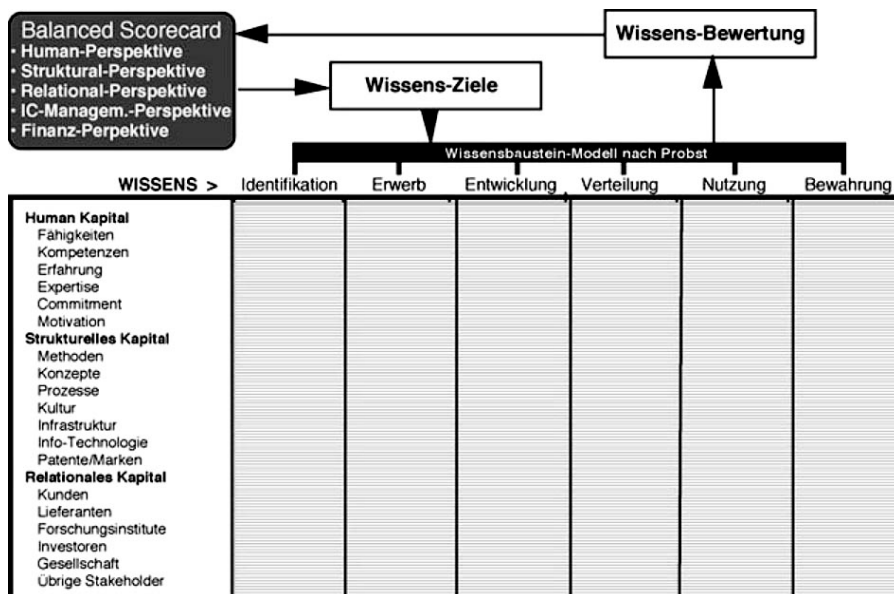 Balanced Scorecard
· Human-Perspektive
· Struktural-Perspektive
· Relational-Perspektive
· IC-Managem.-Perspektive
· Finanz-Perpektive
Wissens-Bewertung
Wissens-Ziele
Wissensbaustein-Modell nach Probst
WISSENS > Identifikation Erwerb Entwicklung Verteilung Nutzung Bewahrung
Human Kapital
Fähigkeiten
Kompetenzen
Erfahrung
Expertise
Commitment
Motivation
Strukturelles Kapital
Methoden
Konzepte
Prozesse
Kultur
Infrastruktur
Info-Technologie
Patente/Marken
Relationales Kapital
Kunden
Lieferanten
Forschungsinstitute
Investoren
Gesellschaft
Übrige Stakeholder